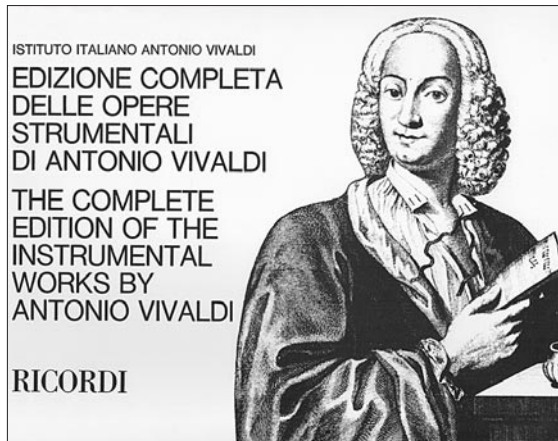 ISTITUTO ITALIANO ANTONIO VIVALDI
EDIZIONE COMPLETA
DELLE OPERE
STRUMENTALI
DI ANTONIO VIVALDI
THE COMPLETE
EDITION OF THE
INSTRUMENTAL
WORKS BY
ANTONIO VIVALDI
RICORDI